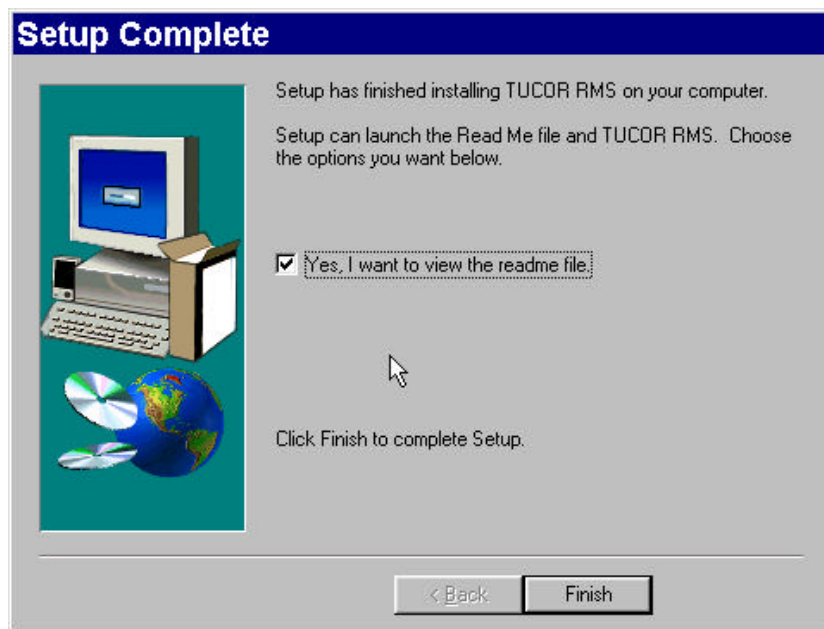 Setup Complete
Setup has finished installing TUCOR RMS on your computer.
Setup can launch the Read Me file and TUCOR RMS.  Choose
the options you want below.
Yes, I want to view the readme file.
Click Finish to complete Setup.
< Back
Finish